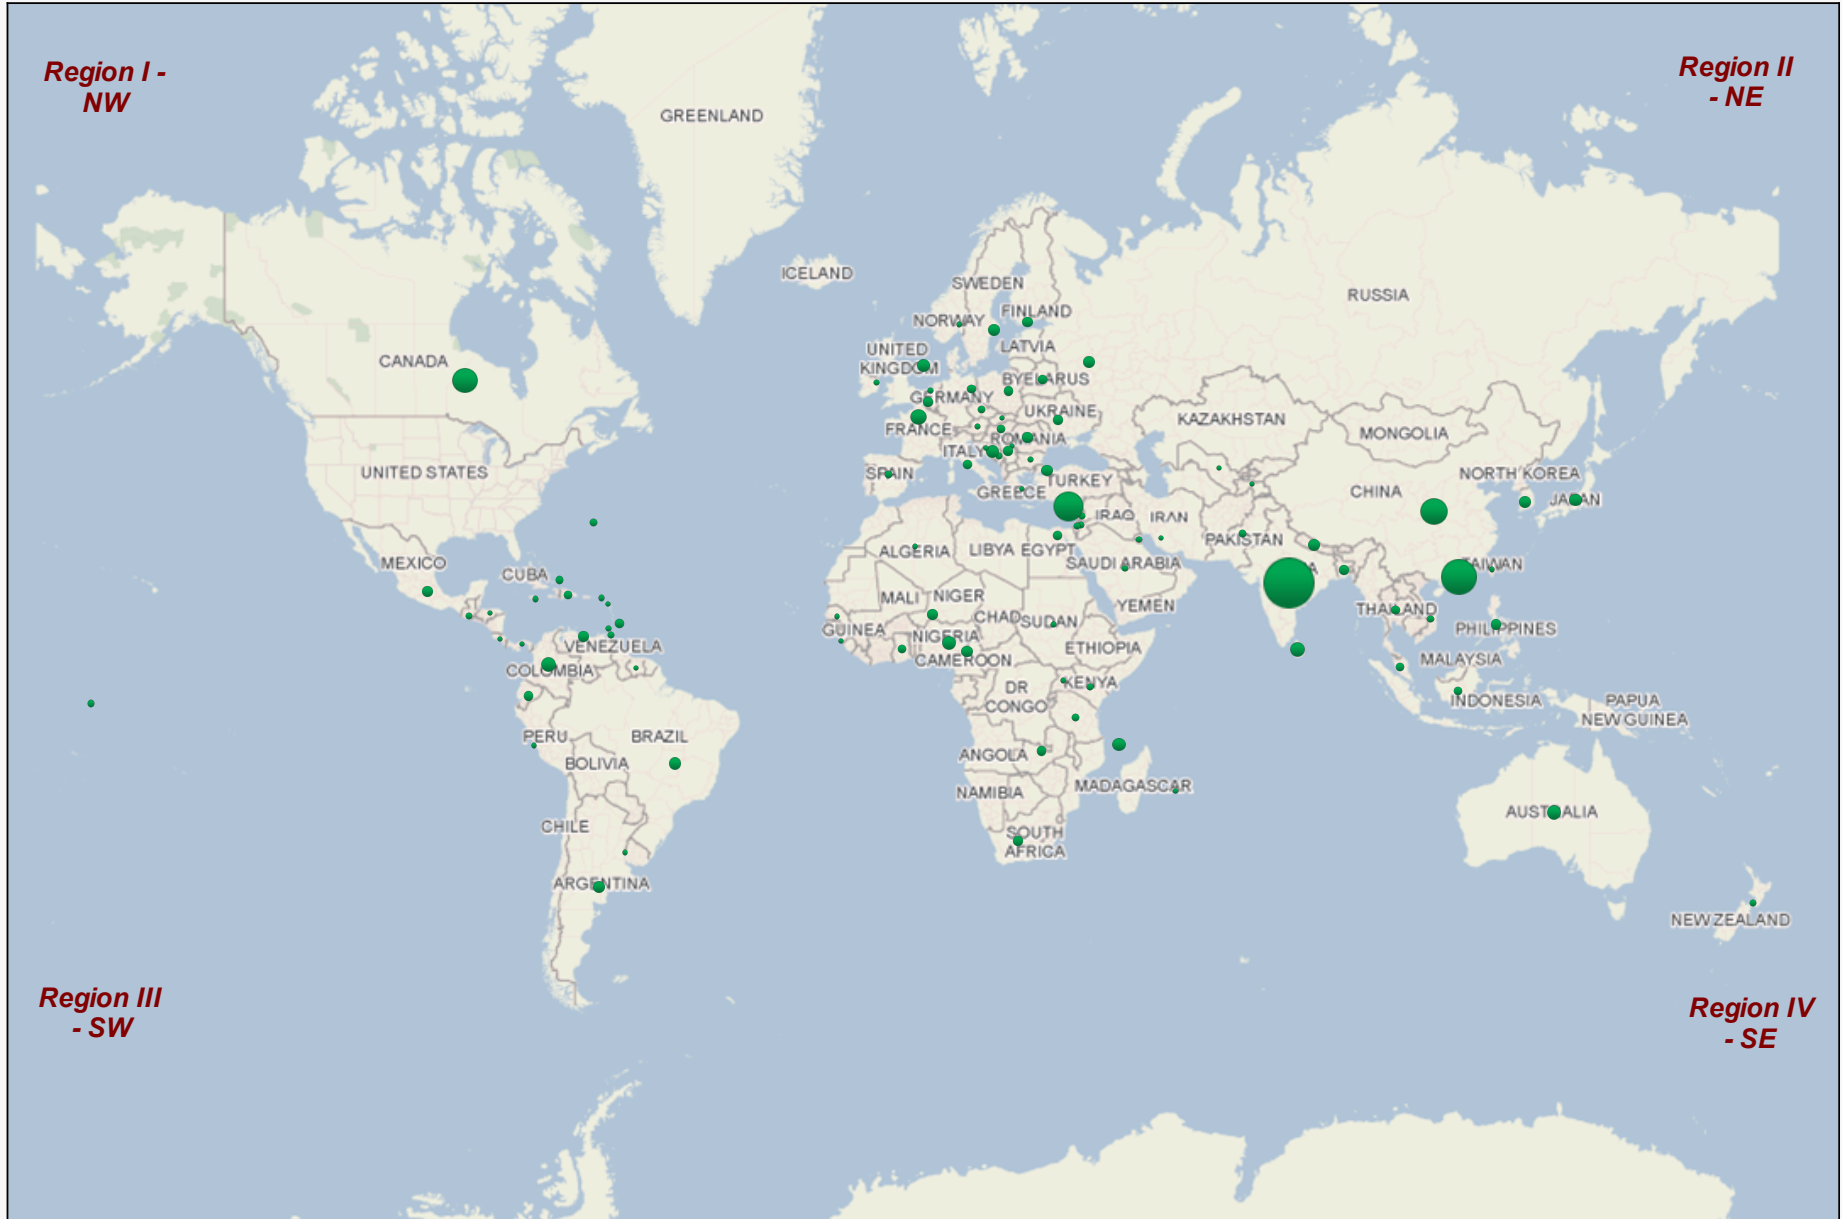 Region I -
NW
Region II
- NE
GREENLAND
ICELAND
SWEDEN
RUSSIA
FINLAND
NORWAY
LATVIA
UNITED
KINGDOM
CANADA
BYELARUS
GERMANY
UKRAINE
KAZAKHSTAN
FRANCE
MONGOLIA
ROMANIA
ITALY
UNITED STATES
SPAIN
NORTH KOREA
TURKEY
GREECE
CHINA
JAPAN
IRAQ
IRAN
PAKISTAN
ALGERIA
LIBYA
EGYPT
MEXICO
SAUDI ARABIA
TAIWAN
CUBA
MALI
NIGER
YEMEN
THAILAND
CHAD
SUDAN
GUINEA
PHILIPPINES
NIGERIA
VENEZUELA
ETHIOPIA
CAMEROON
MALAYSIA
COLOMBIA
KENYA
DR
CONGO
INDONESIA
PAPUA
NEW GUINEA
PERU
BRAZIL
ANGOLA
BOLIVIA
MADAGASCAR
NAMIBIA
AUSTRALIA
CHILE
SOUTH
AFRICA
ARGENTINA
NEW ZEALAND
Region III
- SW
Region IV
- SE